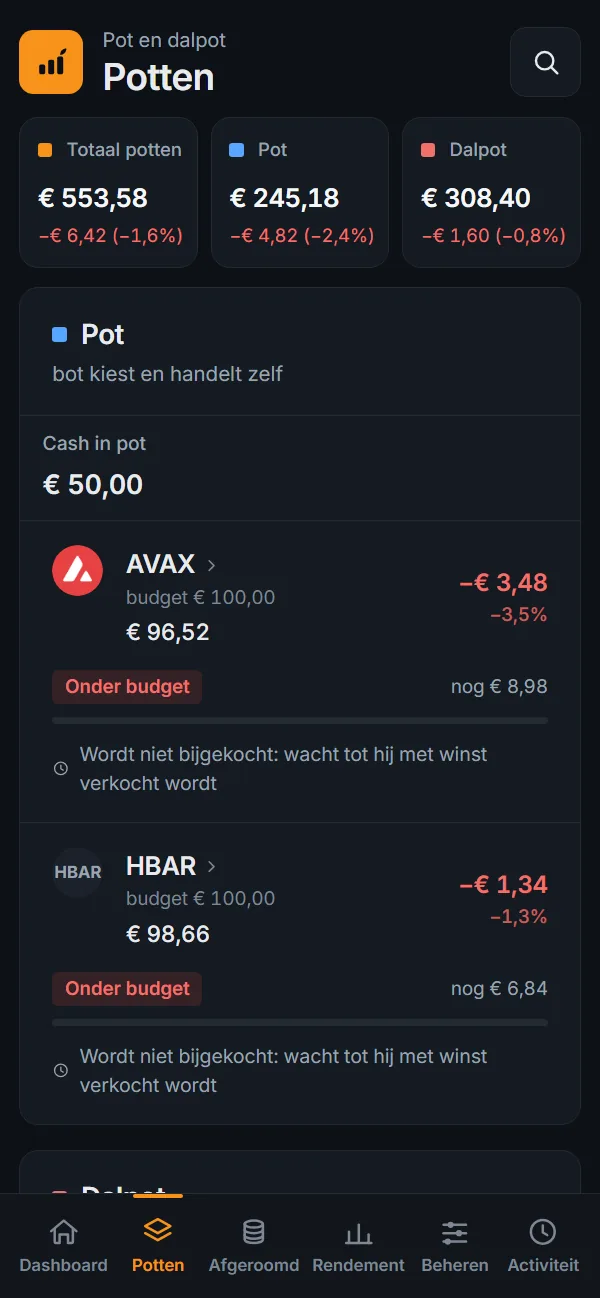 Pot en dalpot
Potten
Totaal potten
€ 553,58
−€ 6,42 (−1,6%)
Pot
€ 245,18
−€ 4,82 (−2,4%)
Dalpot
€ 308,40
−€ 1,60 (−0,8%)
Pot
bot kiest en handelt zelf
Cash in pot
€ 50,00
AVAX
budget € 100,00
€ 96,52
−€ 3,48
−3,5%
Onder budget
nog € 8,98
Wordt niet bijgekocht: wacht tot hij met winst
verkocht wordt
HBAR
HBAR
budget € 100,00
€ 98,66
−€ 1,34
−1,3%
Onder budget
nog € 6,84
Wordt niet bijgekocht: wacht tot hij met winst
verkocht wordt
Dalpot
Dashboard
Potten
Afgeroomd
Rendement
Beheren
Activiteit